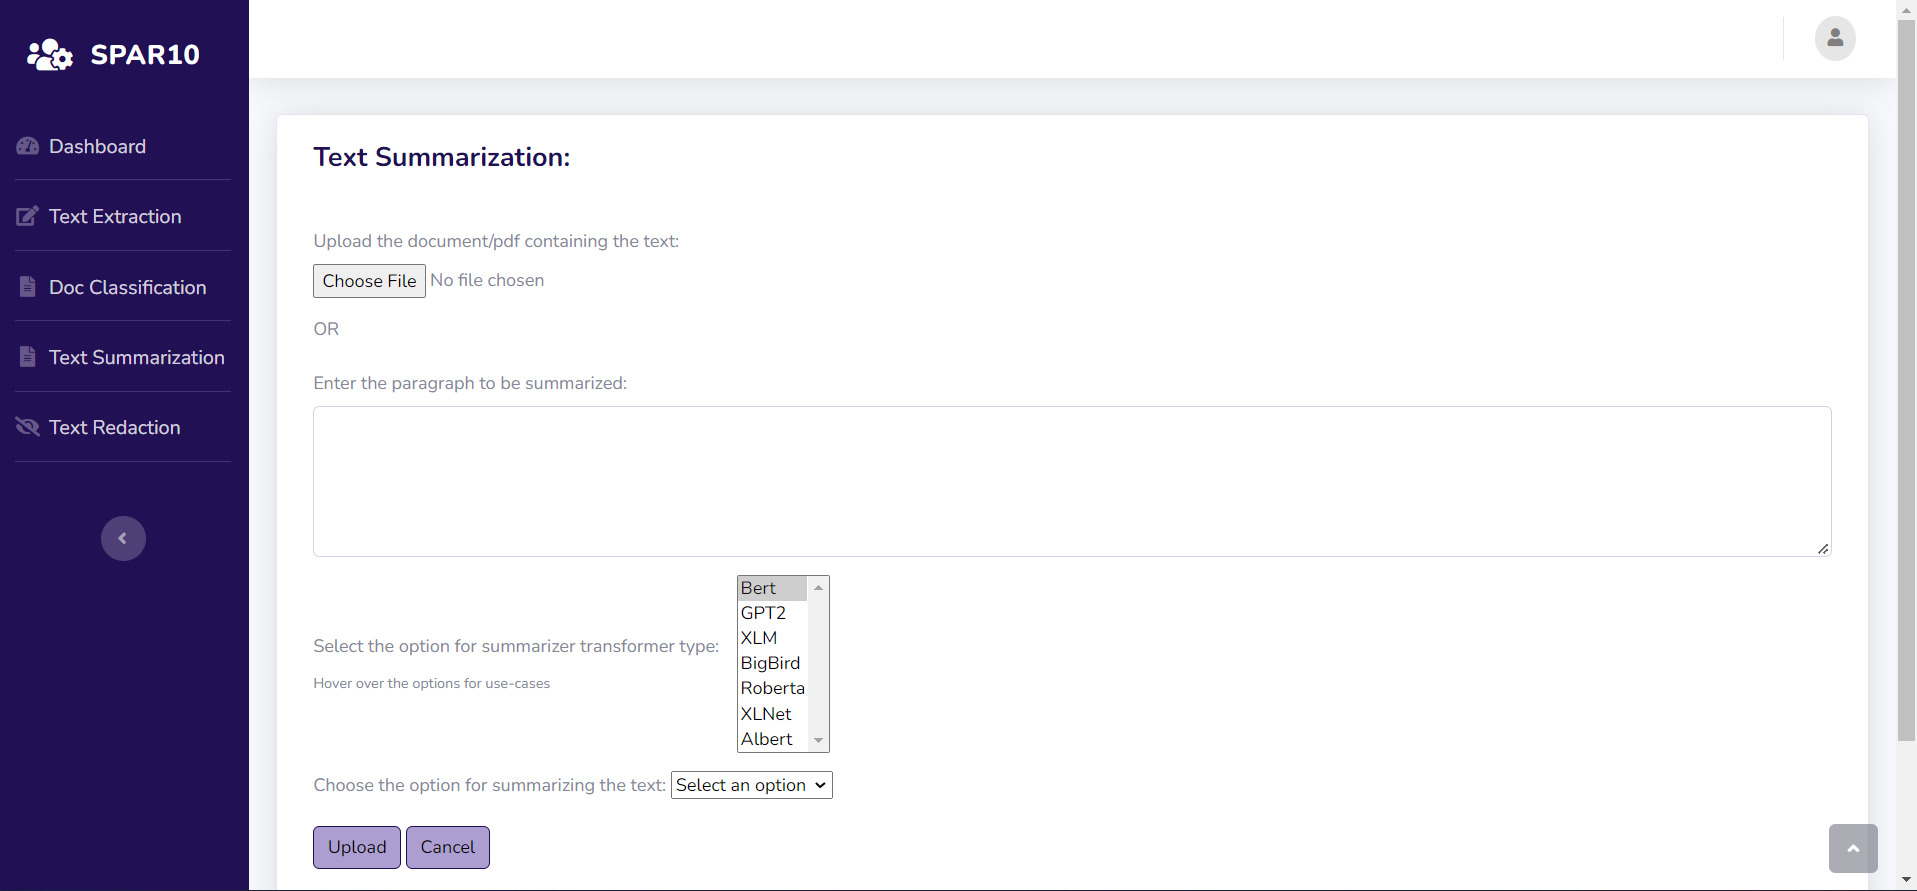 SPAR10
Dashboard
Text Extraction
Doc Classification
Text Summarization
Text Redaction
Text Summarization:
Upload the document/pdf containing the text:
Choose File No file chosen
OR
Enter the paragraph to be summarized:
Select the option for summarizer transformer type:
Hover over the options for use-cases
Bert
GPT2
XLM
BigBird
Roberta
XLNet
Albert
Choose the option for summarizing the text: Select an option
Upload Cancel